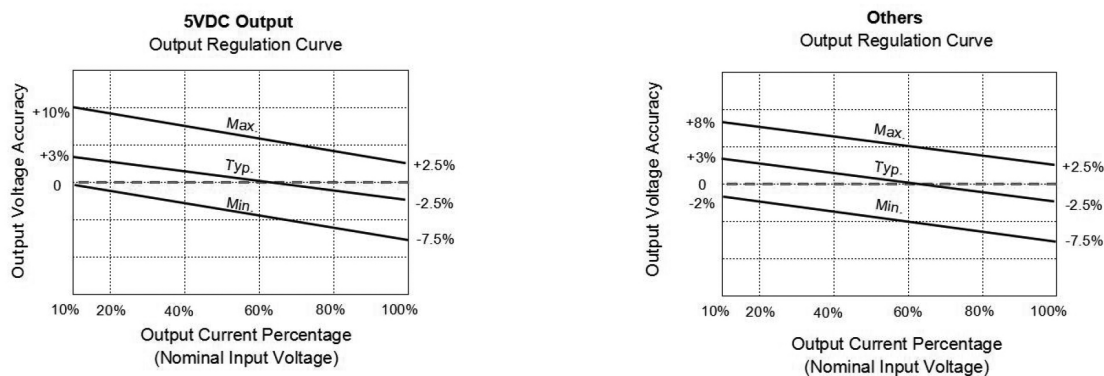 5VDC Output
Output Regulation Curve
Output Voltage Accuracy
+10%
+3%
0
Max.
Typ.
Min.
+2.5%
-2.5%
-7.5%
10% 20% 40% 60% 80% 100%
Output Current Percentage
(Nominal Input Voltage)
Others
Output Regulation Curve
Output Voltage Accuracy
+8%
+3%
0
-2%
Max.
Typ.
Min.
+2.5%
-2.5%
-7.5%
10% 20% 40% 60% 80% 100%
Output Current Percentage
(Nominal Input Voltage)